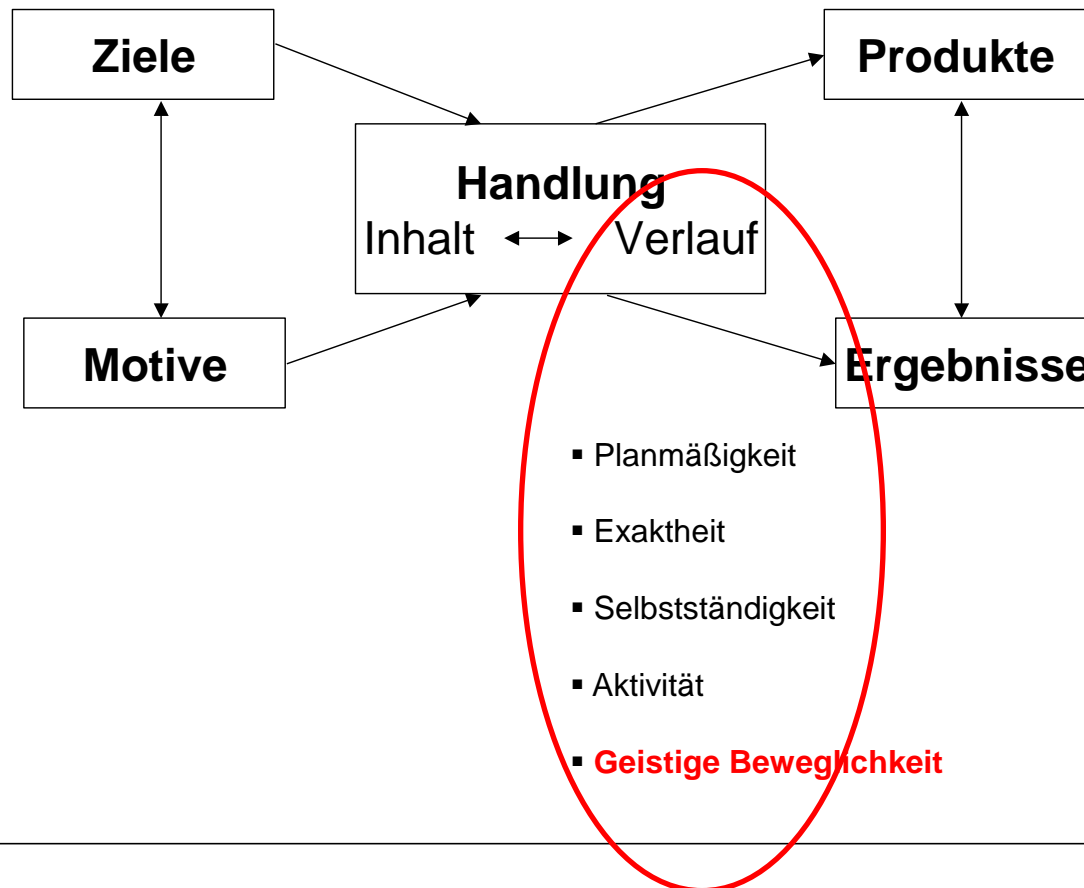 Ziele
Produkte
Handlung
Inhalt Verlauf
Motive
Ergebnisse
▪ Planmäßigkeit
▪ Exaktheit
▪ Selbstständigkeit
▪ Aktivität
▪ Geistige Beweglichkeit